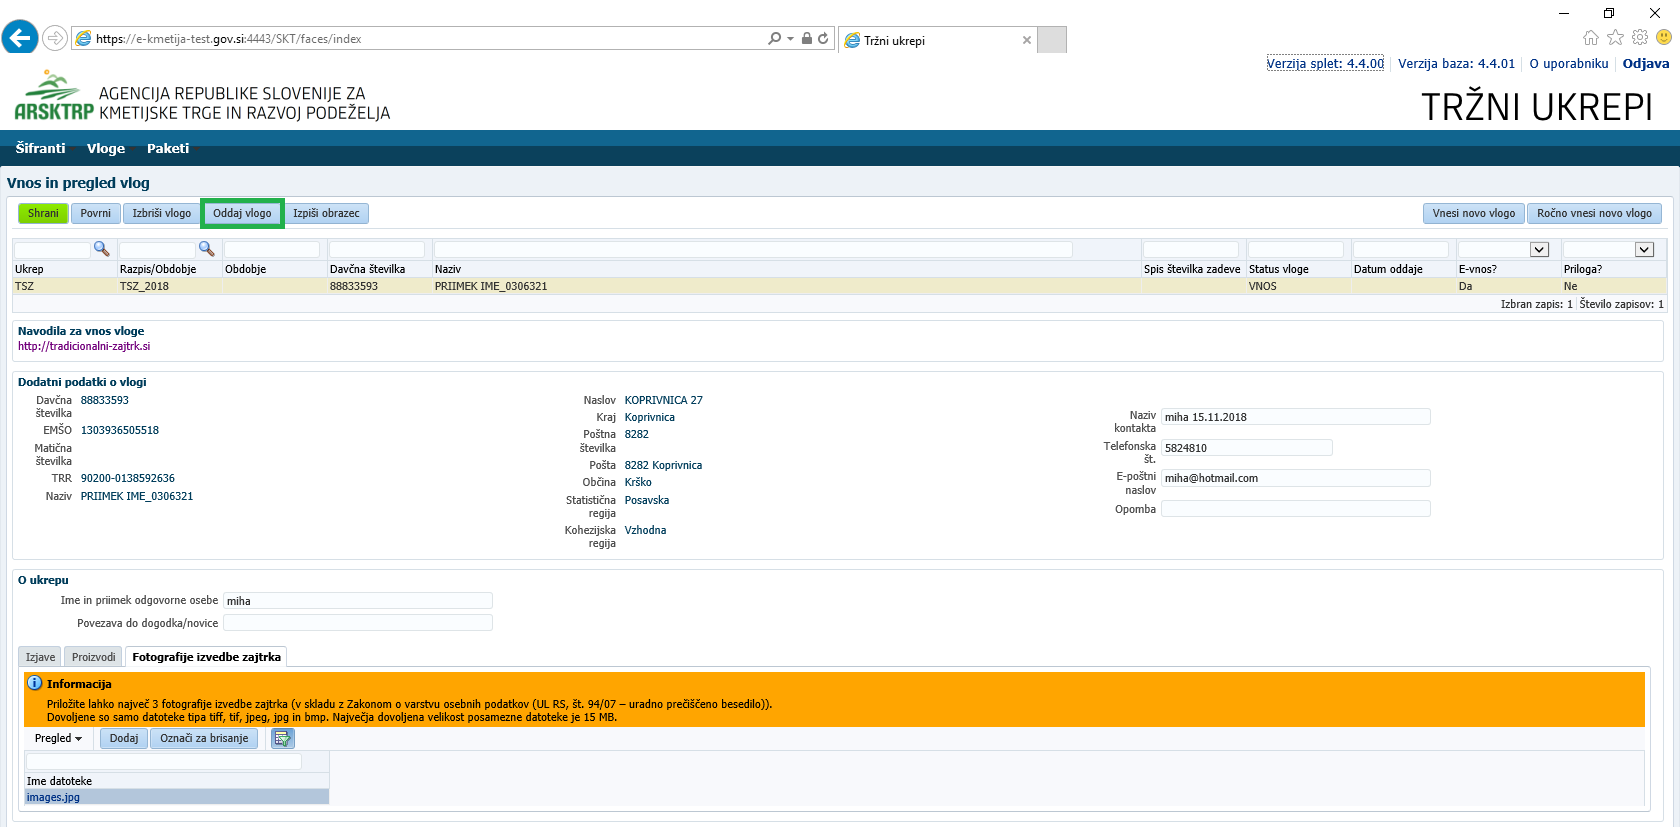 https://e-kmetija-test.gov.si:4443/SKT/faces/index
Tržni ukrepi
Verzija splet: 4.4.00
Verzija baza: 4.4.01
O uporabniku
Odjava
ARSKTRP
AGENCIJA REPUBLIKE SLOVENIJE ZA
KMETIJSKE TRGE IN RAZVOJ PODEŽELJA
TRŽNI UKREPI
Šifranti Vloge Paketi
Vnos in pregled vlog
Shrani Povrni Izbriši vlogo Oddaj vlogo Izpiši obrazec Vnesi novo vlogo Ročno vnesi novo vlogo
Ukrep Razpis/Obdobje Obdobje Davčna številka Naziv Spis številka zadeve Status vloge Datum oddaje E-vnos? Priloga?
TSZ TSZ_2018 88833593 PRIIMEK IME_0306321 VNOS Da Ne
Izbran zapis: 1 Število zapisov: 1
Navodila za vnos vloge
http://tradicionalni-zajtrk.si
Dodatni podatki o vlogi
Davčna številka 88833593
EMŠO 1303936505518
Matična številka
TRR 90200-0138592636
Naziv PRIIMEK IME_0306321
Naslov KOPRIVNICA 27
Kraj Koprivnica
Poštna številka 8282
Pošta 8282 Koprivnica
Občina Krško
Statistična regija Posavska
Kohezijska regija Vzhodna
Naziv kontakta miha 15.11.2018
Telefonska št. 5824810
E-poštni naslov miha@hotmail.com
Opomba
O ukrepu
Ime in priimek odgovorne osebe miha
Povezava do dogodka/novice
Izjave Proizvodi Fotografije izvedbe zajtrka
Informacija
Priložite lahko največ 3 fotografije izvedbe zajtrka (v skladu z Zakonom o varstvu osebnih podatkov (UL RS, št. 94/07 – uradno prečiščeno besedilo)).
Dovoljene so samo datoteke tipa tiff, tif, jpeg, jpg in bmp. Največja dovoljena velikost posamezne datoteke je 15 MB.
Pregled Dodaj Označi za brisanje
Ime datoteke
images.jpg